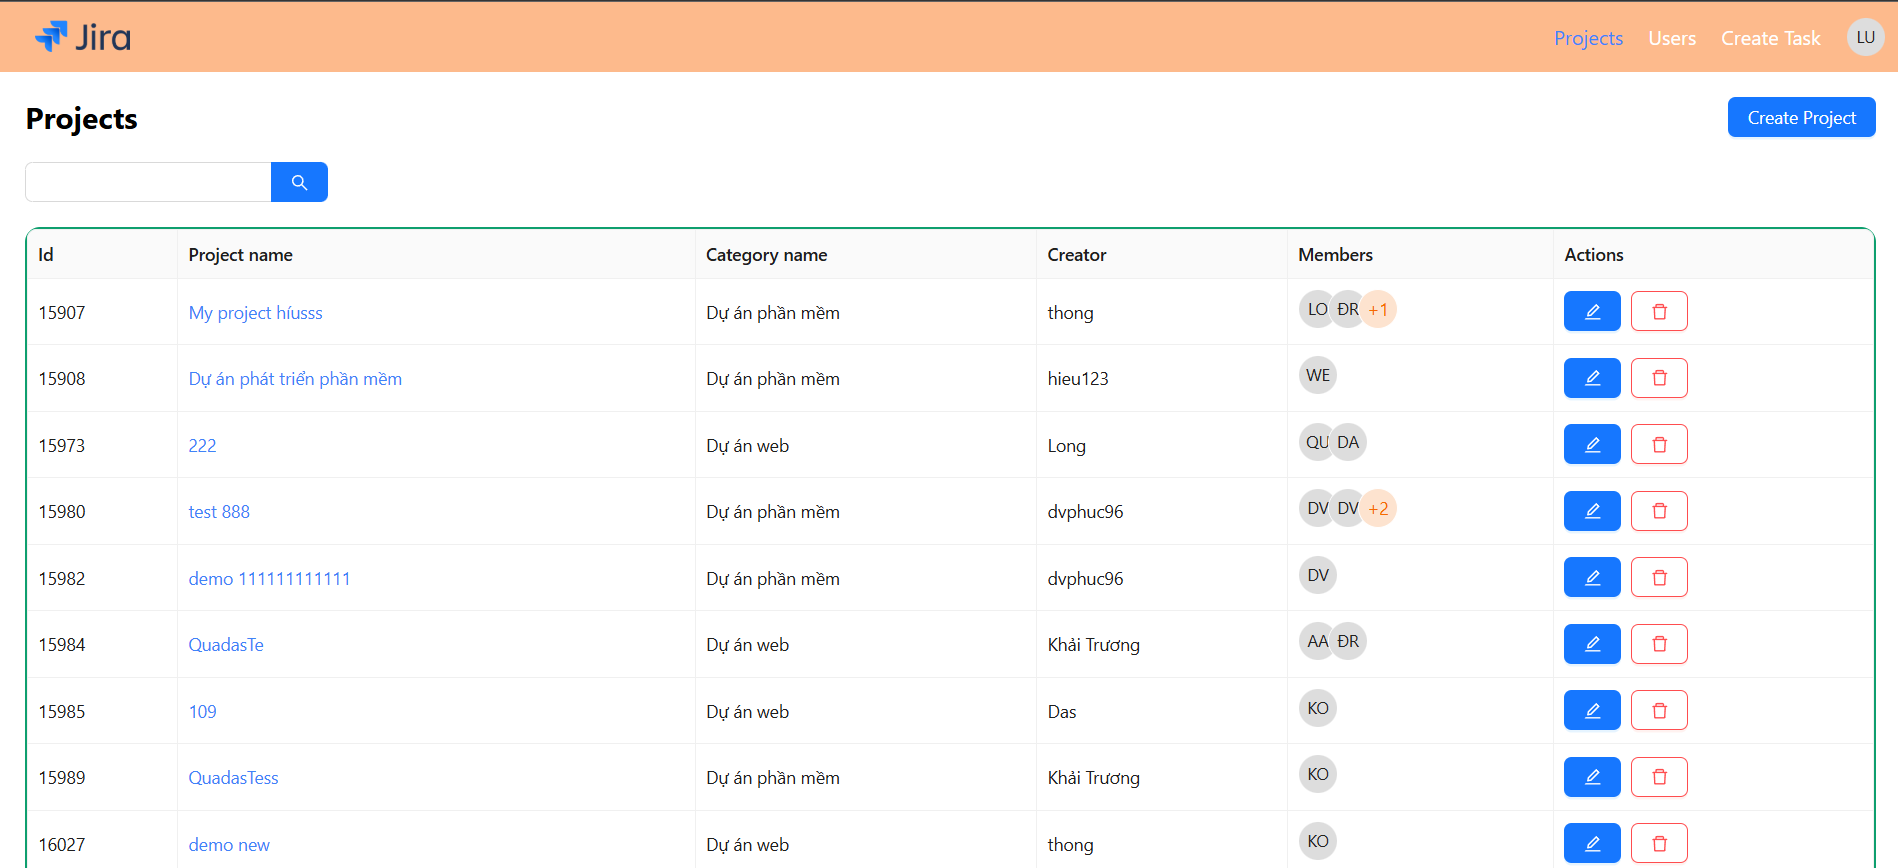 Jira Projects Users Create Task LU
Projects Create Project
Id Project name Category name Creator Members Actions
15907 My project híusss Dự án phần mềm thong LO ĐR +1
15908 Dự án phát triển phần mềm Dự án phần mềm hieu123 WE
15973 222 Dự án web Long QU DA
15980 test 888 Dự án phần mềm dvphuc96 DV DV +2
15982 demo 111111111111 Dự án phần mềm dvphuc96 DV
15984 QuadasTe Dự án web Khải Trương AA ĐR
15985 109 Dự án web Das KO
15989 QuadasTess Dự án phần mềm Khải Trương KO
16027 demo new Dự án web thong KO